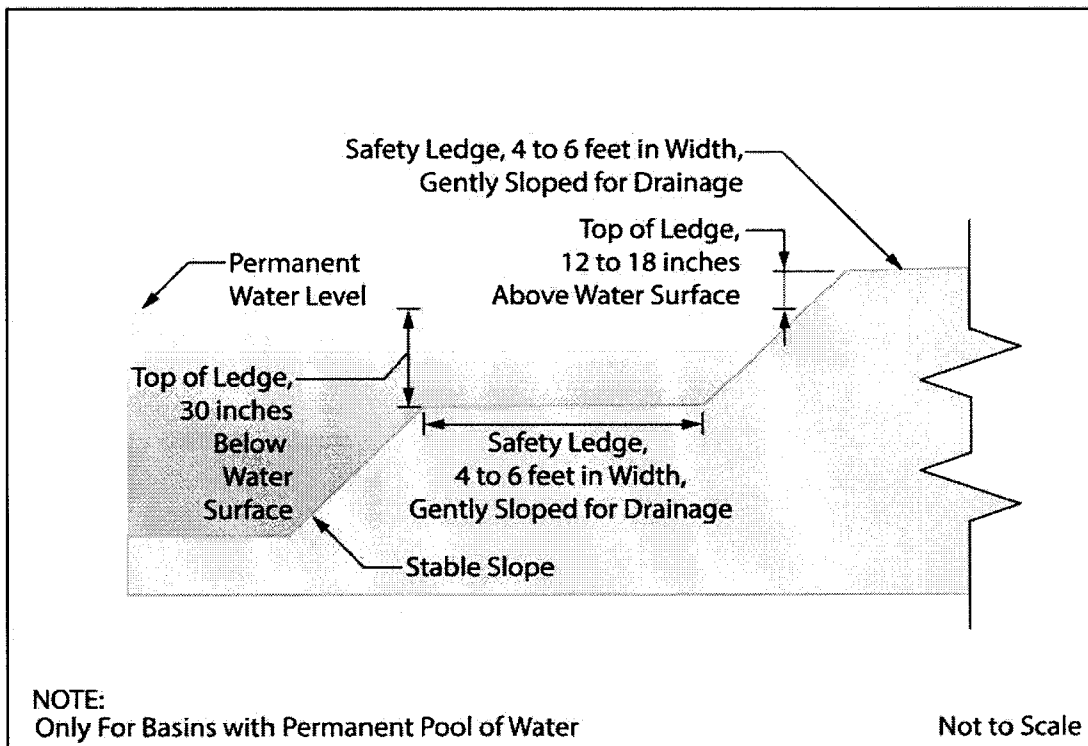 Safety Ledge, 4 to 6 feet in Width,
Gently Sloped for Drainage
Top of Ledge,
12 to 18 inches
Above Water Surface
Permanent
Water Level
Top of Ledge,
30 inches
Below
Water
Surface
Safety Ledge,
4 to 6 feet in Width,
Gently Sloped for Drainage
Stable Slope
NOTE:
Only For Basins with Permanent Pool of Water
Not to Scale